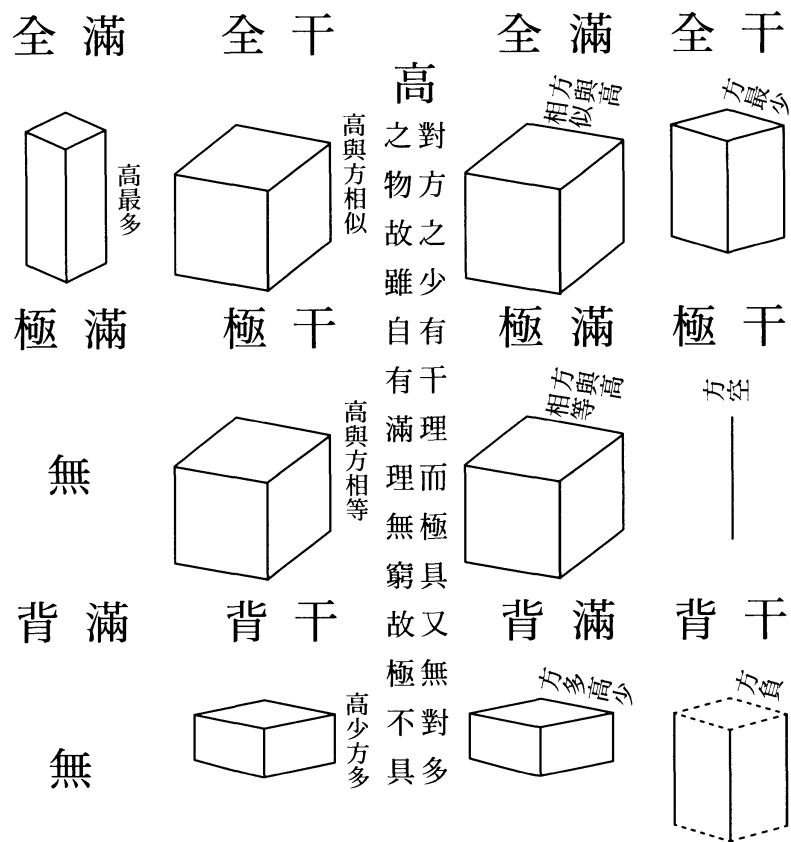 全干
方最少
極干
方空
背干
方負
全滿
方與高
相似
極滿
方與高
相等
背滿
方多高少
高
對方之少有干理而極具又無對多
之物故雖自有滿理無窮故極不具
全干
高與方相似
極干
高與方相等
背干
高少方多
全滿
高最多
極滿
無
背滿
無